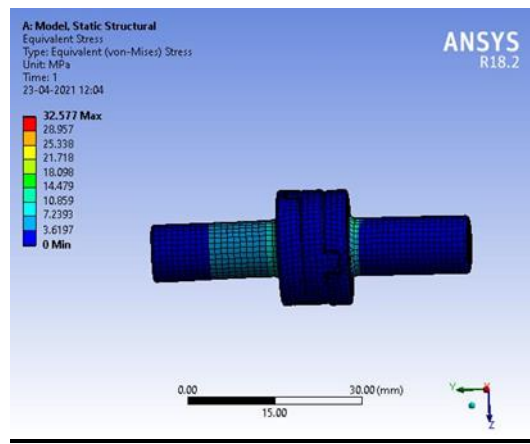 A: Model, Static Structural
Equivalent Stress
Type: Equivalent (von-Mises) Stress
Unit: MPa
Time: 1
23-04-2021 12:04
ANSYS
R18.2
32.577 Max
28.957
25.338
21.718
18.098
14.479
10.859
7.2393
3.6197
0 Min
0.00
30.00 (mm)
15.00
Y
X
Z